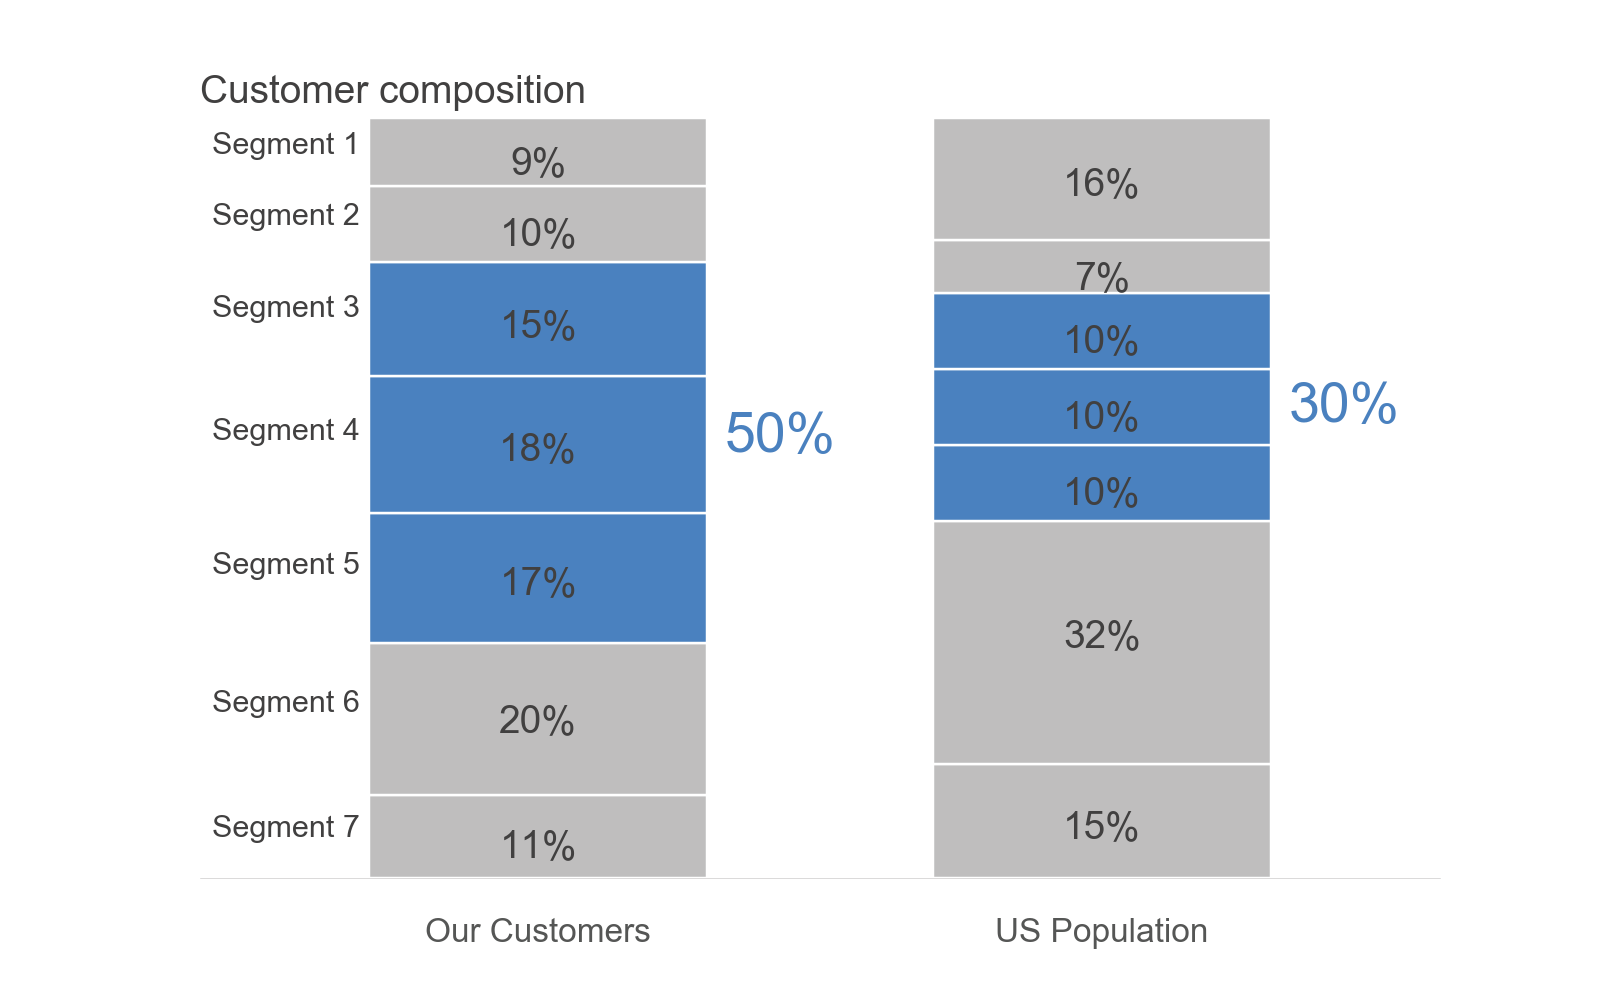 Customer composition
Segment 1
9%
16%
Segment 2
10%
7%
Segment 3
15%
10%
Segment 4
18%
50%
10%
30%
Segment 5
17%
10%
Segment 6
20%
32%
Segment 7
11%
15%
Our Customers
US Population